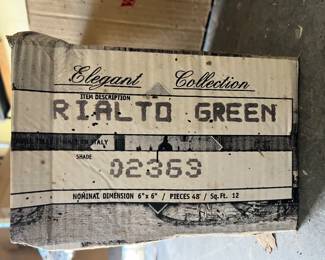 Elegant Collection
ITEM DESCRIPTION
RIALTO GREEN
ITALY
SHADE
02363
NOMINAL DIMENSION 6"x 6" / PIECES 48 / Sq. Ft. 12